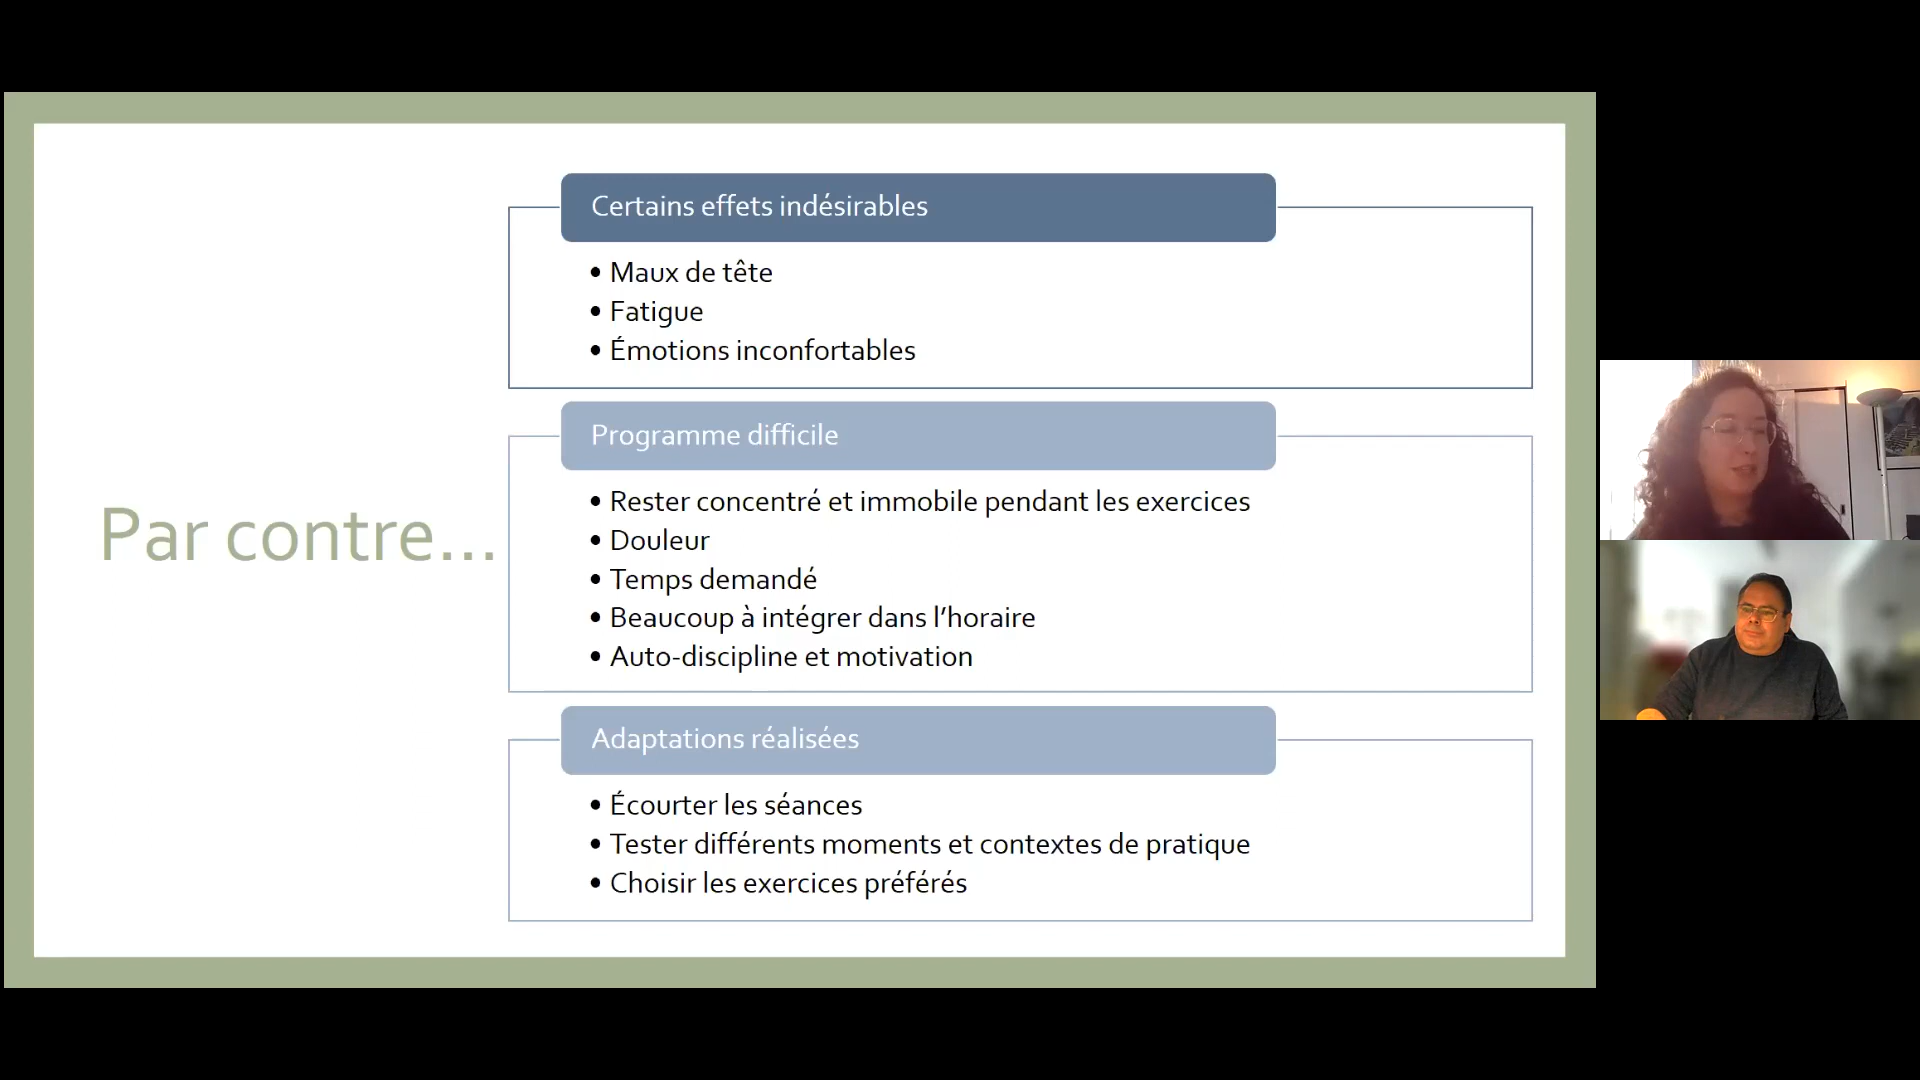 Par contre...
Certains effets indésirables
• Maux de tête
• Fatigue
• Émotions inconfortables
Programme difficile
• Rester concentré et immobile pendant les exercices
• Douleur
• Temps demandé
• Beaucoup à intégrer dans l’horaire
• Auto-discipline et motivation
Adaptations réalisées
• Écourter les séances
• Tester différents moments et contextes de pratique
• Choisir les exercices préférés